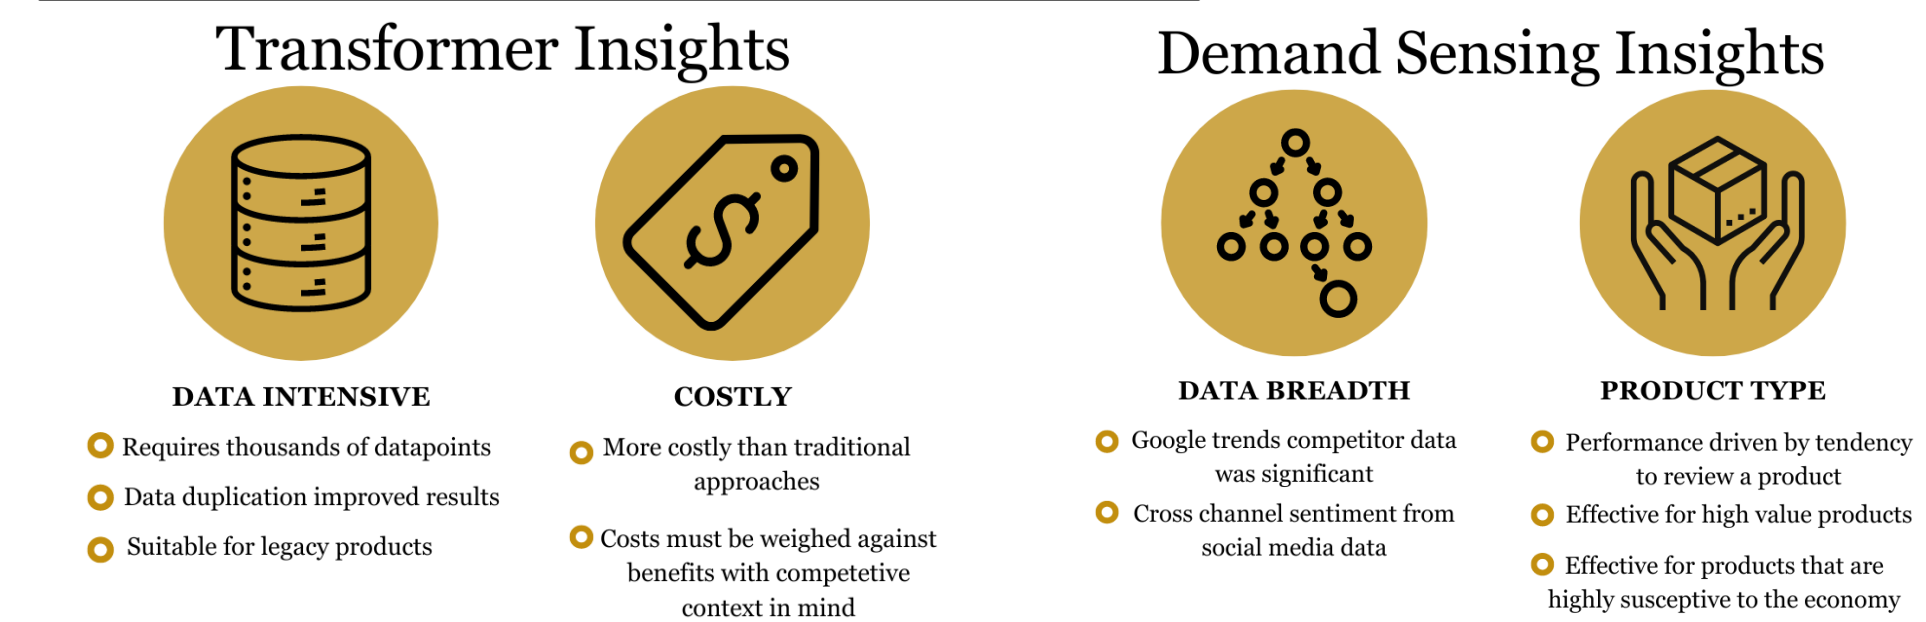 Transformer Insights
DATA INTENSIVE
Requires thousands of datapoints
Data duplication improved results
Suitable for legacy products
COSTLY
More costly than traditional
approaches
Costs must be weighed against
benefits with competetive
context in mind
Demand Sensing Insights
DATA BREADTH
Google trends competitor data
was significant
Cross channel sentiment from
social media data
PRODUCT TYPE
Performance driven by tendency
to review a product
Effective for high value products
Effective for products that are
highly susceptive to the economy